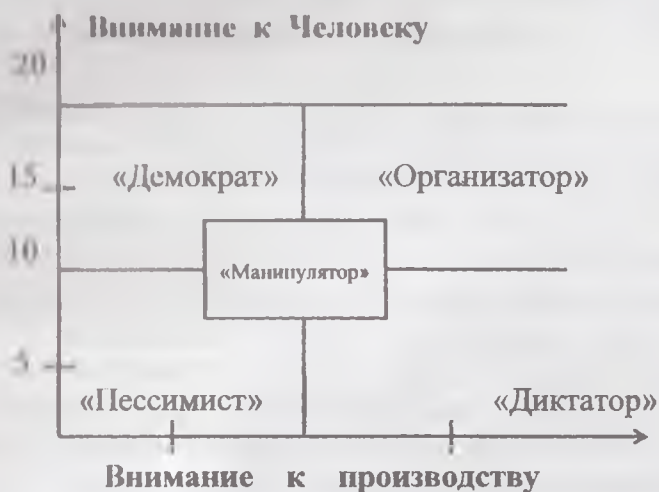 Внимание к Человеку
20
15
«Демократ» «Организатор»
10
«Манипулятор»
5
«Пессимист» «Диктатор»
Внимание к производству